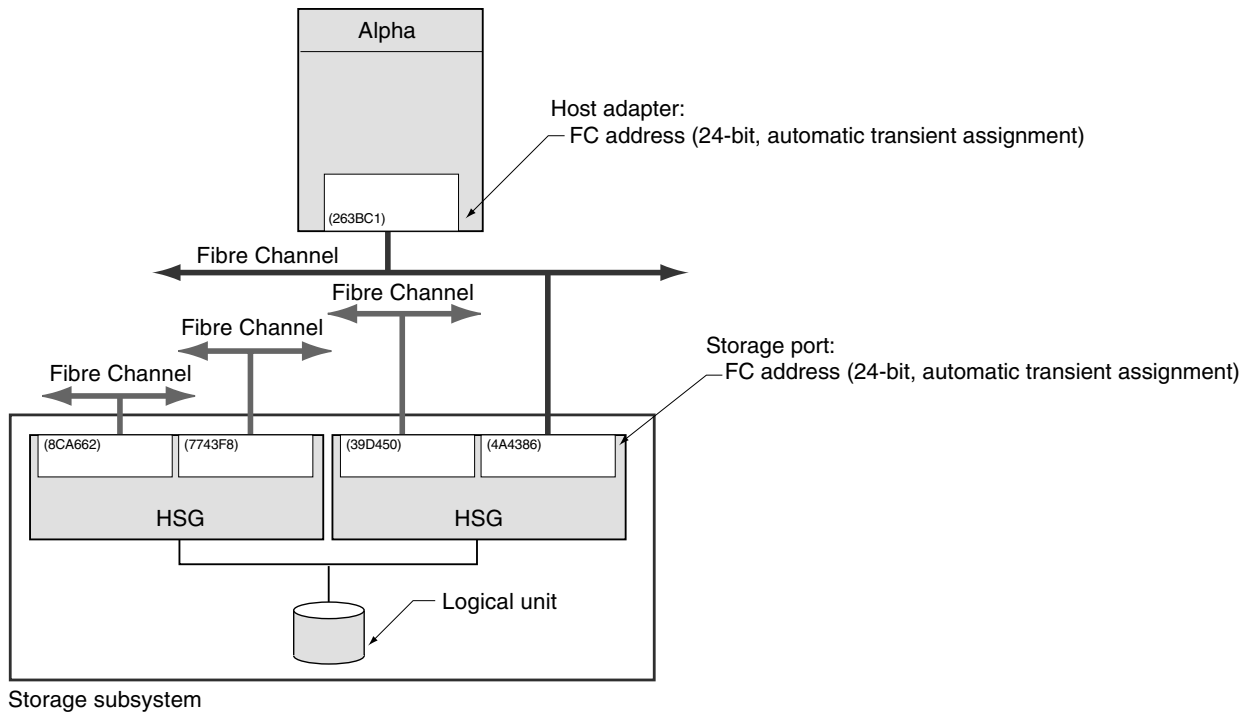 Alpha
Host adapter:
FC address (24-bit, automatic transient assignment)
(263BC1)
Fibre Channel
Fibre Channel
Fibre Channel
Fibre Channel
Storage port:
FC address (24-bit, automatic transient assignment)
(8CA662)
(7743F8)
(39D450)
(4A4386)
HSG
HSG
Logical unit
Storage subsystem